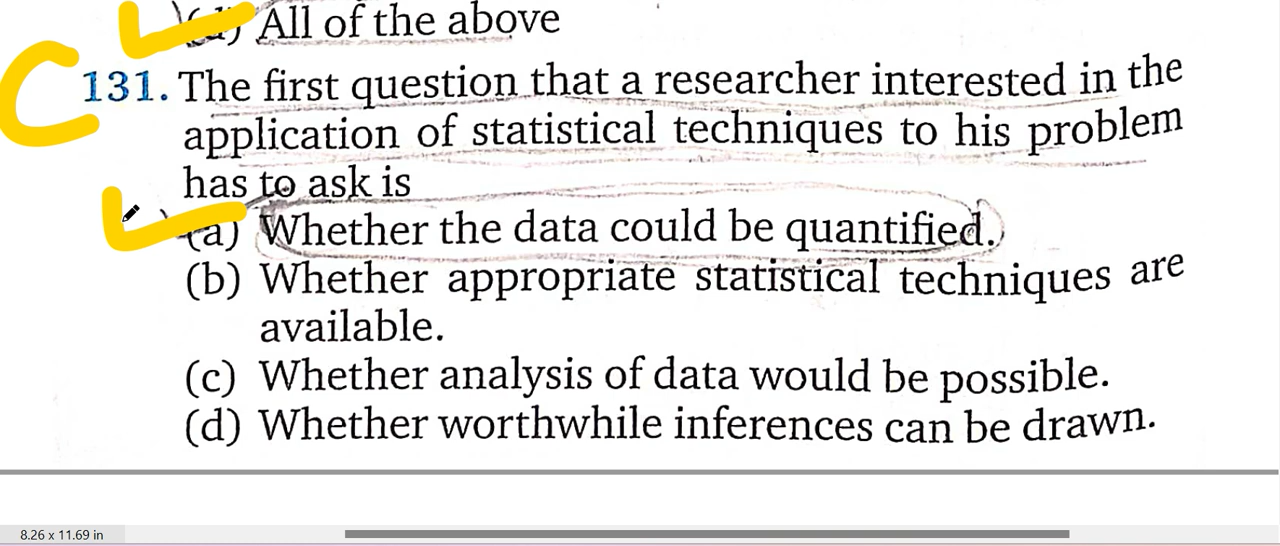 (d) All of the above
131. The first question that a researcher interested in the
application of statistical techniques to his problem
has to ask is
(a) Whether the data could be quantified.
(b) Whether appropriate statistical techniques are
available.
(c) Whether analysis of data would be possible.
(d) Whether worthwhile inferences can be drawn.
8.26 x 11.69 in